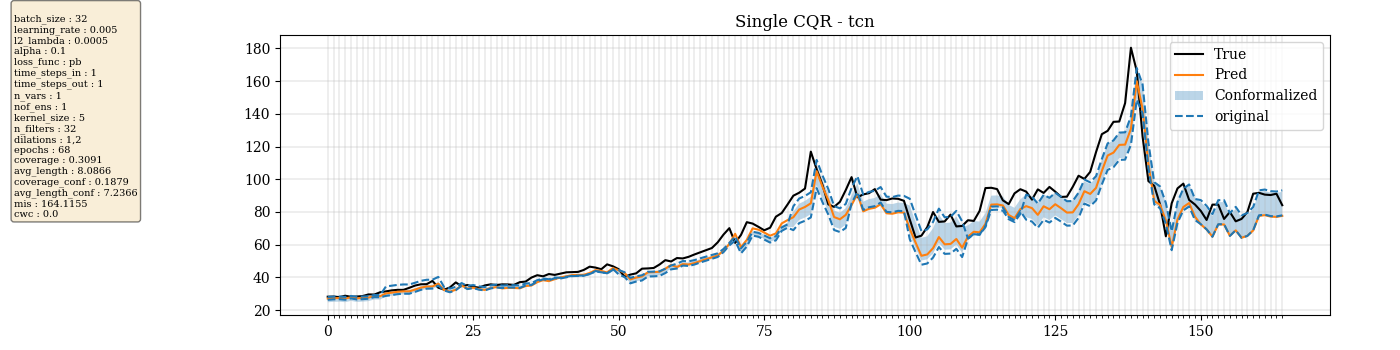 batch_size : 32
learning_rate : 0.005
l2_lambda : 0.0005
alpha : 0.1
loss_func : pb
time_steps_in : 1
time_steps_out : 1
n_vars : 1
nof_ens : 1
kernel_size : 5
n_filters : 32
dilations : 1,2
epochs : 68
coverage : 0.3091
avg_length : 8.0866
coverage_conf : 0.1879
avg_length_conf : 7.2366
mis : 164.1155
cwc : 0.0
Single CQR - tcn
180
160
140
120
100
80
60
40
20
0 25 50 75 100 125 150
True
Pred
Conformalized
original